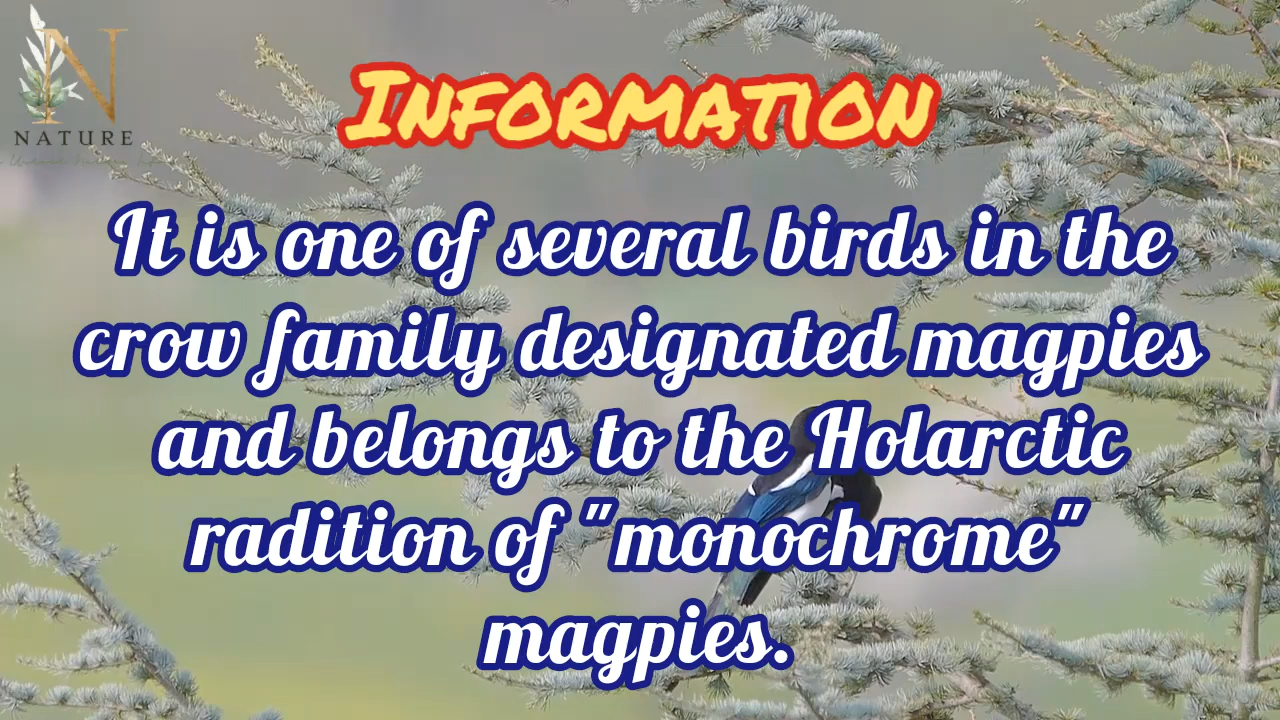 N
NATURE
Information
It is one of several birds in the
crow family designated magpies
and belongs to the Holarctic
radition of "monochrome"
magpies.